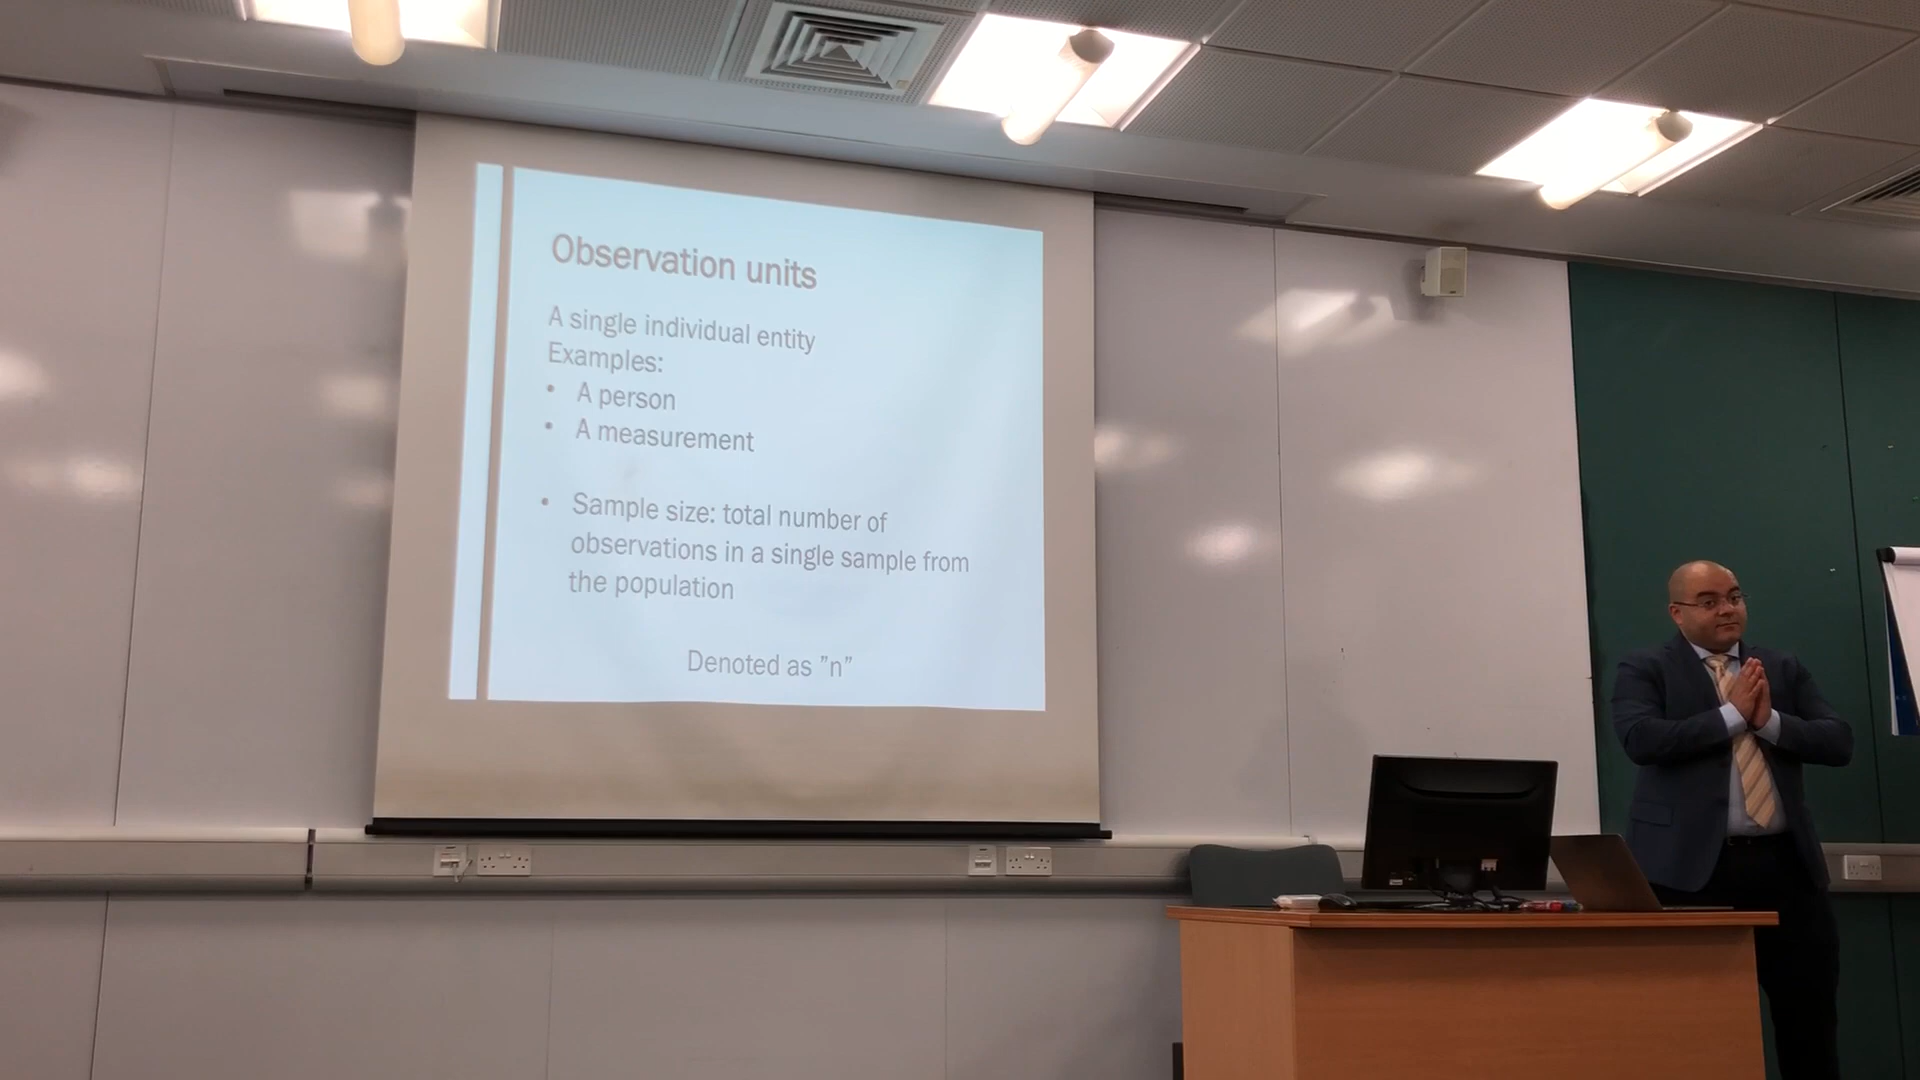 Observation units
A single individual entity
Examples:
• A person
• A measurement
• Sample size: total number of
observations in a single sample from
the population
Denoted as ”n”